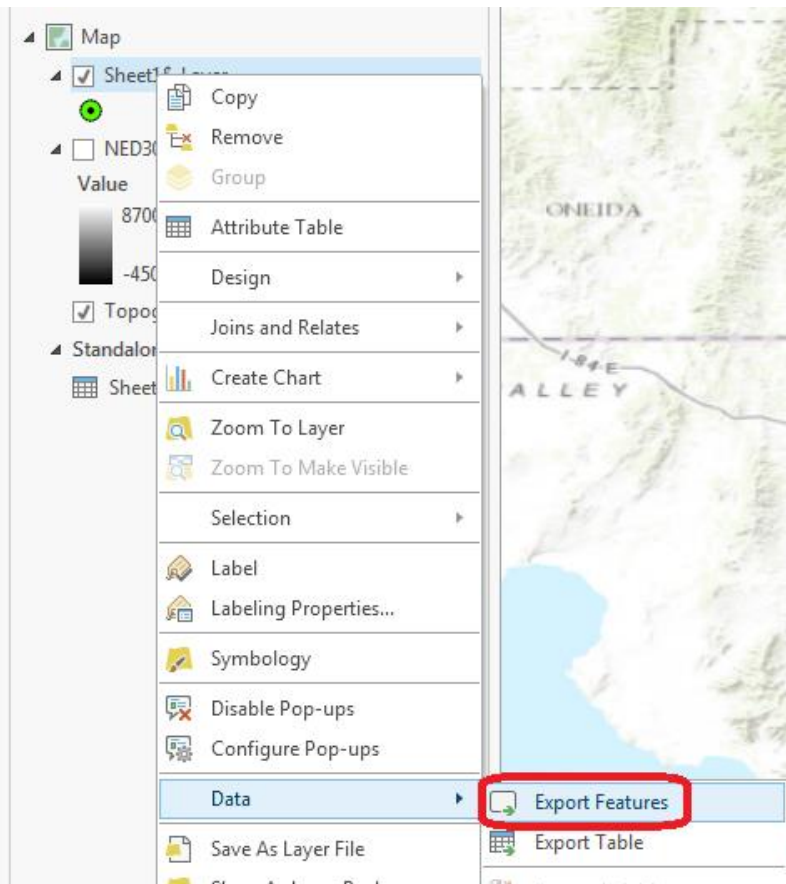 Map
Sheet1$_Layer
Copy
Remove
NED30
Group
Value
8700
Attribute Table
-450
Design
Topog
Joins and Relates
Standalon
Sheet
Create Chart
Zoom To Layer
Zoom To Make Visible
Selection
Label
Labeling Properties...
Symbology
Disable Pop-ups
Configure Pop-ups
Data
Export Features
Save As Layer File
Export Table
ONEIDA
I-84 E
ALLEY